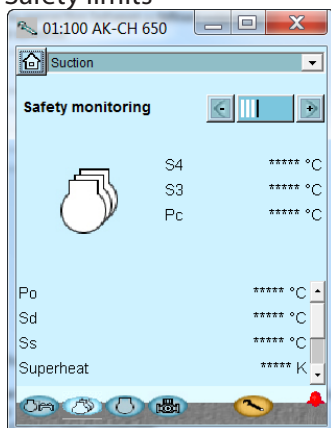 Safety limits
01:100 AK-CH 650
Suction
Safety monitoring
S4 ***** °C
S3 ***** °C
Pc ***** °C
Po ***** °C
Sd ***** °C
Ss ***** °C
Superheat ***** K